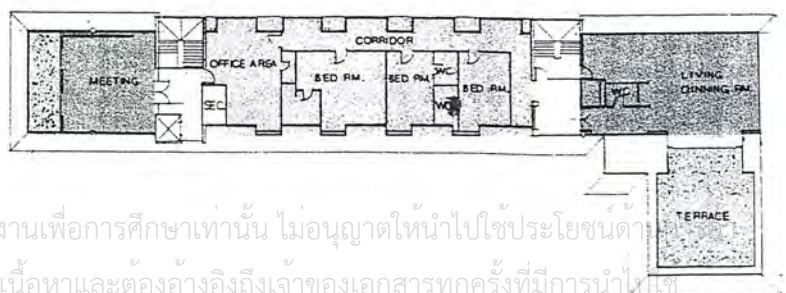 CORRIDOR
OFFICE AREA
MEETING
BED RM.
BED RM.
WC.
BED RM.
LIVING
DINNING RM.
WC.
SEC.
WC
TERRACE
งานเพื่อการศึกษาเท่านั้น ไม่อนุญาตให้นำไปใช้ประโยชน์ด้าน
เนื้อหาและต้องอ้างอิงถึงเจ้าของเอกสารทุกครั้งที่มีการนำไปใช้